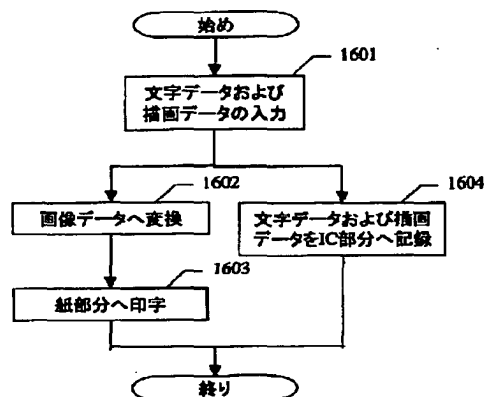 始め
1601
文字データおよび
描画データの入力
1602
画像データへ変換
1604
文字データおよび描画
データをIC部分へ記録
1603
紙部分へ印字
終り